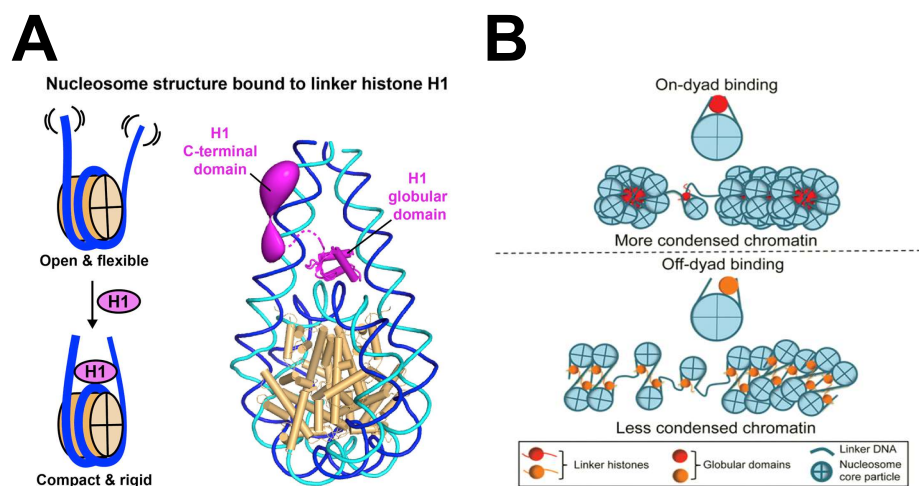 A
Nucleosome structure bound to linker histone H1
H1
C-terminal
domain
H1
globular
domain
Open & flexible
H1
H1
Compact & rigid
B
On-dyad binding
More condensed chromatin
Off-dyad binding
Less condensed chromatin
Linker histones
Globular domains
Linker DNA
Nucleosome
core particle